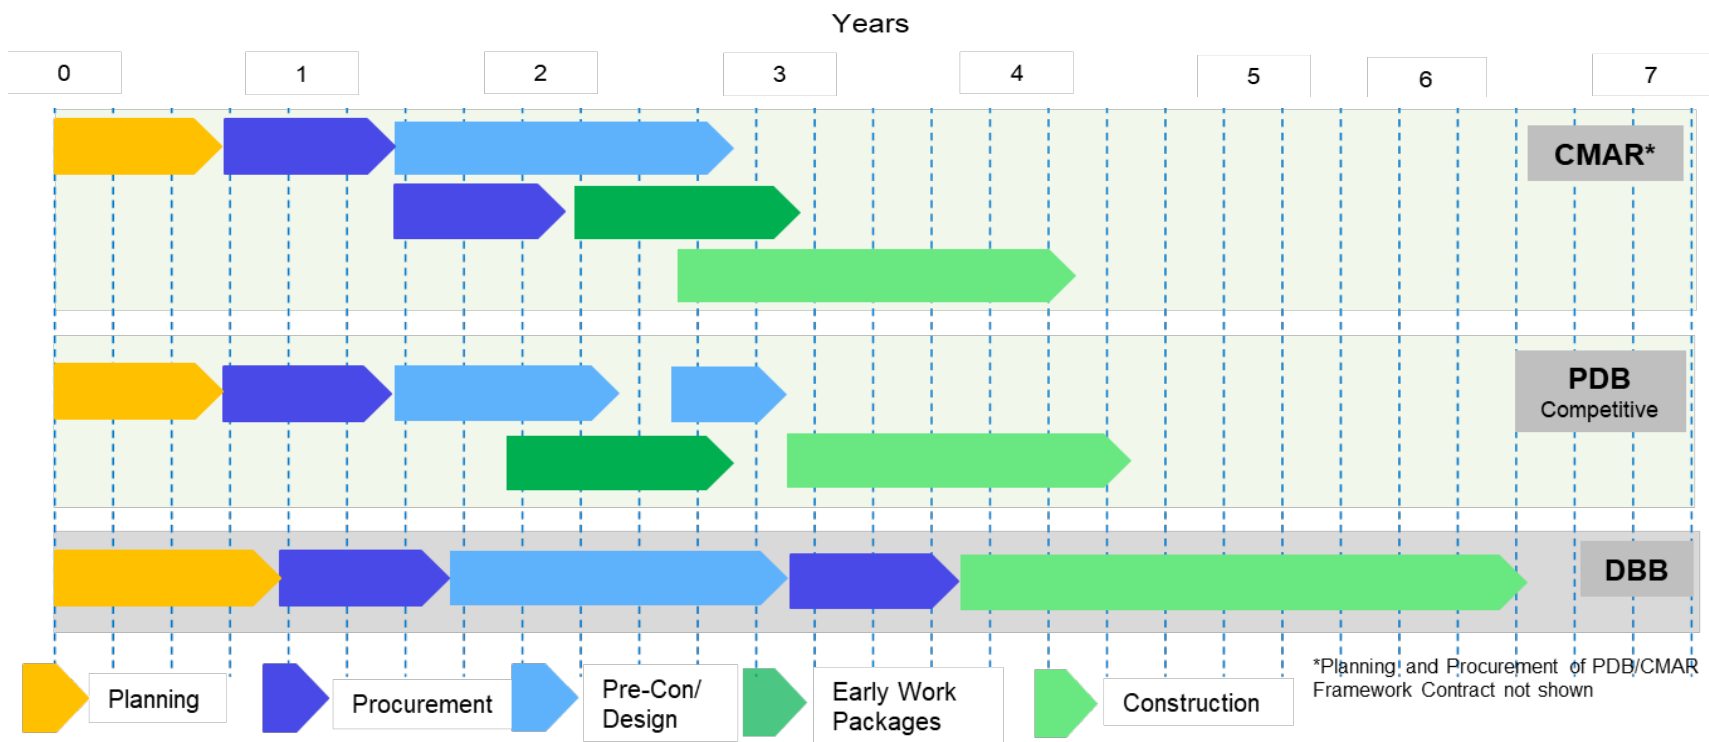 Years
0
1
2
3
4
5
6
7
CMAR*
PDB
Competitive
DBB
Planning
Procurement
Pre-Con/
Design
Early Work
Packages
Construction
*Planning and Procurement of PDB/CMAR
Framework Contract not shown